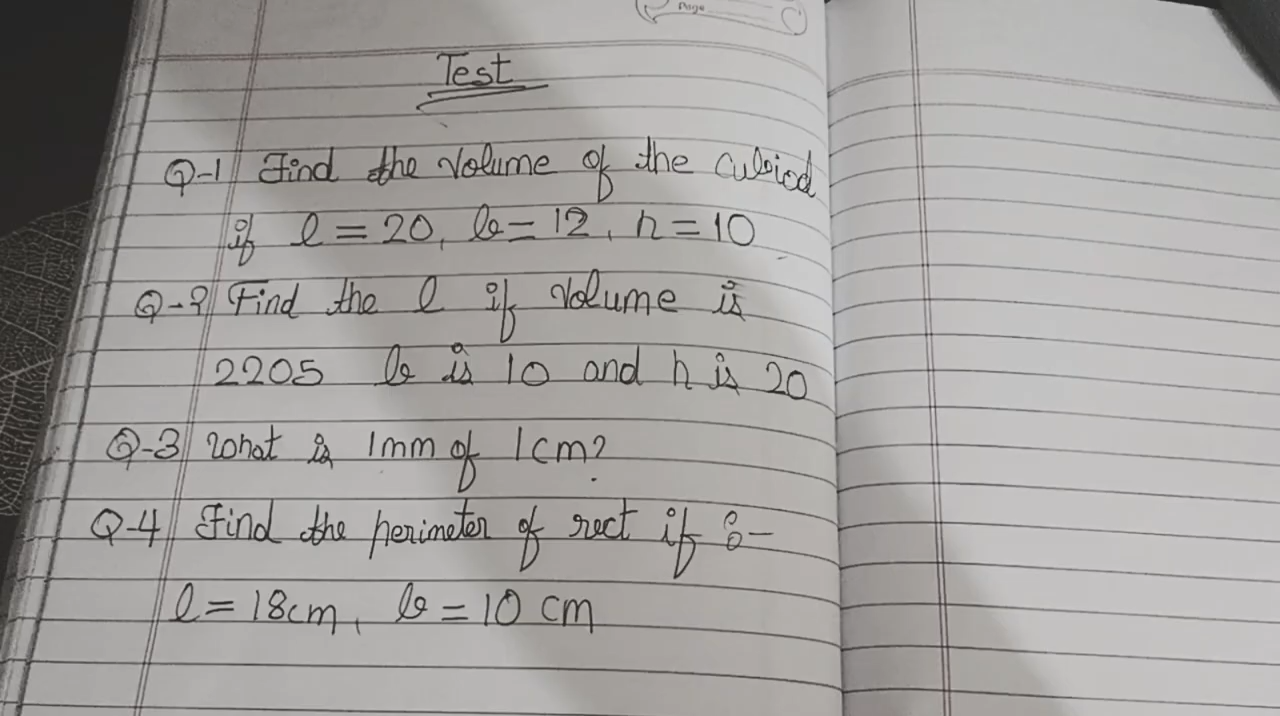 Page
Test
Q-1 Find the Volume of the cubiod
if l = 20, b = 12, h = 10
Q-2 Find the l if Volume is
2205 b is 10 and h is 20
Q-3 What is 1mm of 1cm?
Q-4 Find the perimeter of rect if :-
l = 18cm, b = 10 cm